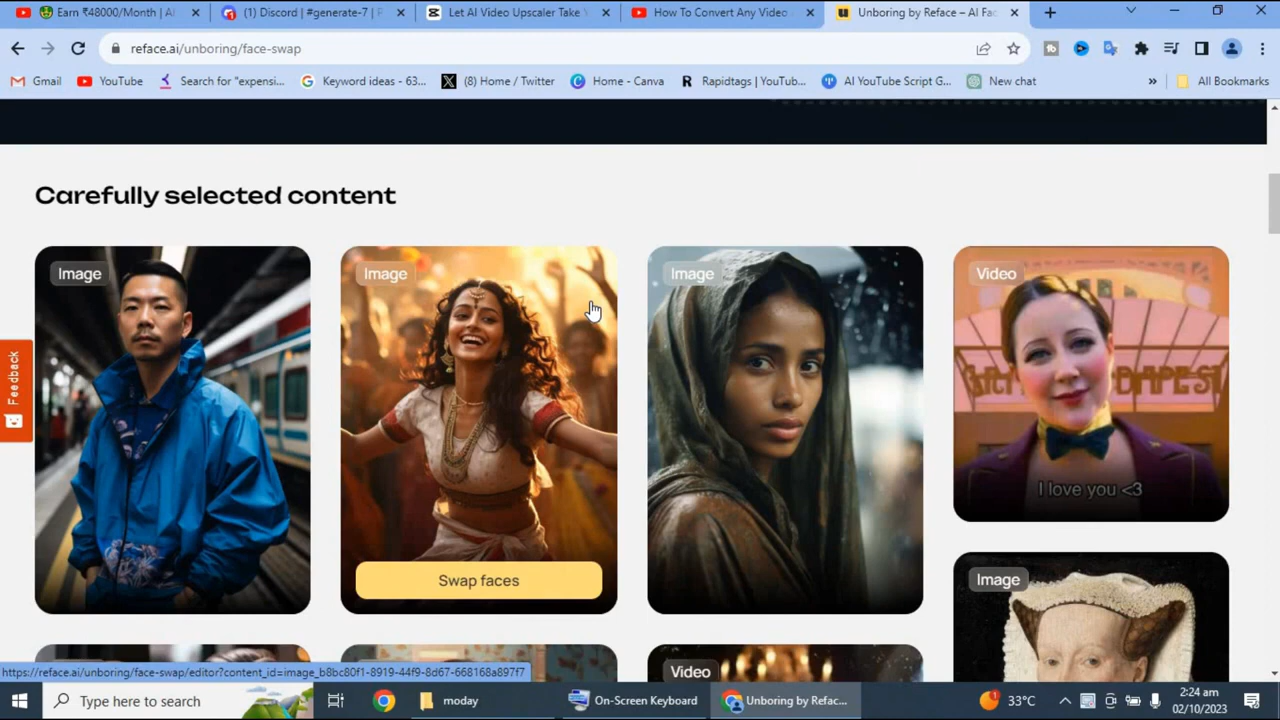 Earn ₹48000/Month | AI
(1) Discord | #generate-7 | R
Let AI Video Upscaler Take Y
How To Convert Any Video
Unboring by Reface – AI Fac
reface.ai/unboring/face-swap
Gmail
YouTube
Search for "expensi...
Keyword ideas - 63...
(8) Home / Twitter
Home - Canva
Rapidtags | YouTub...
AI YouTube Script G...
New chat
»
All Bookmarks
Carefully selected content
Image
Image
Image
Video
Feedback
I love you <3
Swap faces
Image
Video
https://reface.ai/unboring/face-swap/editor?content_id=image_b8bc80f1-8919-44f9-8d67-668168a897f7
Type here to search
moday
On-Screen Keyboard
Unboring by Refac...
33°C
2:24 am
02/10/2023